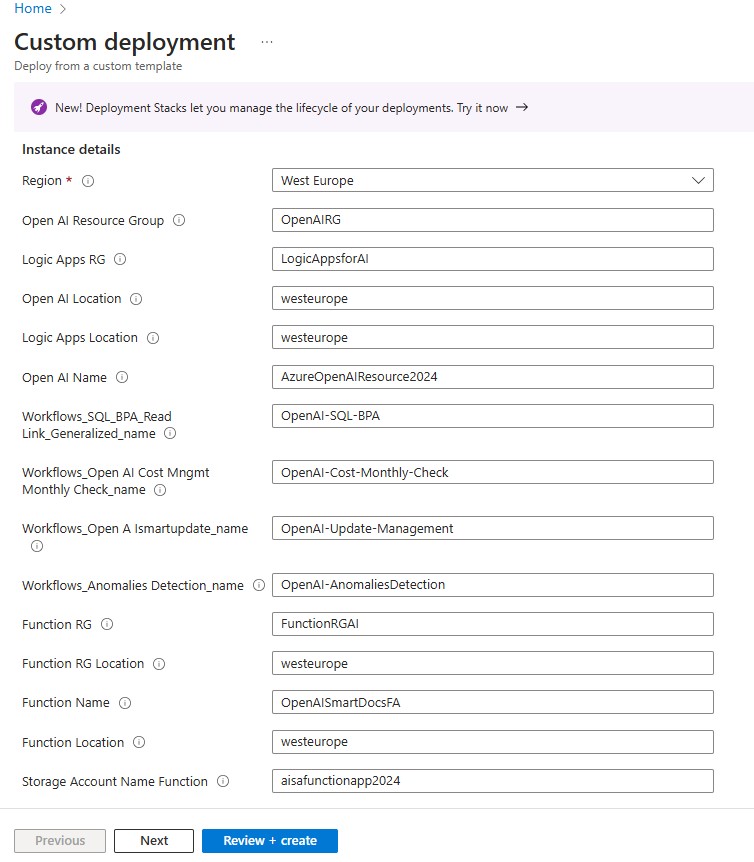 Home >
Custom deployment ...
Deploy from a custom template
New! Deployment Stacks let you manage the lifecycle of your deployments. Try it now →
Instance details
Region * West Europe
Open AI Resource Group OpenAIRG
Logic Apps RG LogicAppsforAI
Open AI Location westeurope
Logic Apps Location westeurope
Open AI Name AzureOpenAIResource2024
Workflows_SQL_BPA_Read OpenAI-SQL-BPA
Link_Generalized_name
Workflows_Open AI Cost Mngmt OpenAI-Cost-Monthly-Check
Monthly Check_name
Workflows_Open A Ismartupdate_name OpenAI-Update-Management
Workflows_Anomalies Detection_name OpenAI-AnomaliesDetection
Function RG FunctionRGAI
Function RG Location westeurope
Function Name OpenAISmartDocsFA
Function Location westeurope
Storage Account Name Function aisafunctionapp2024
Previous Next Review + create